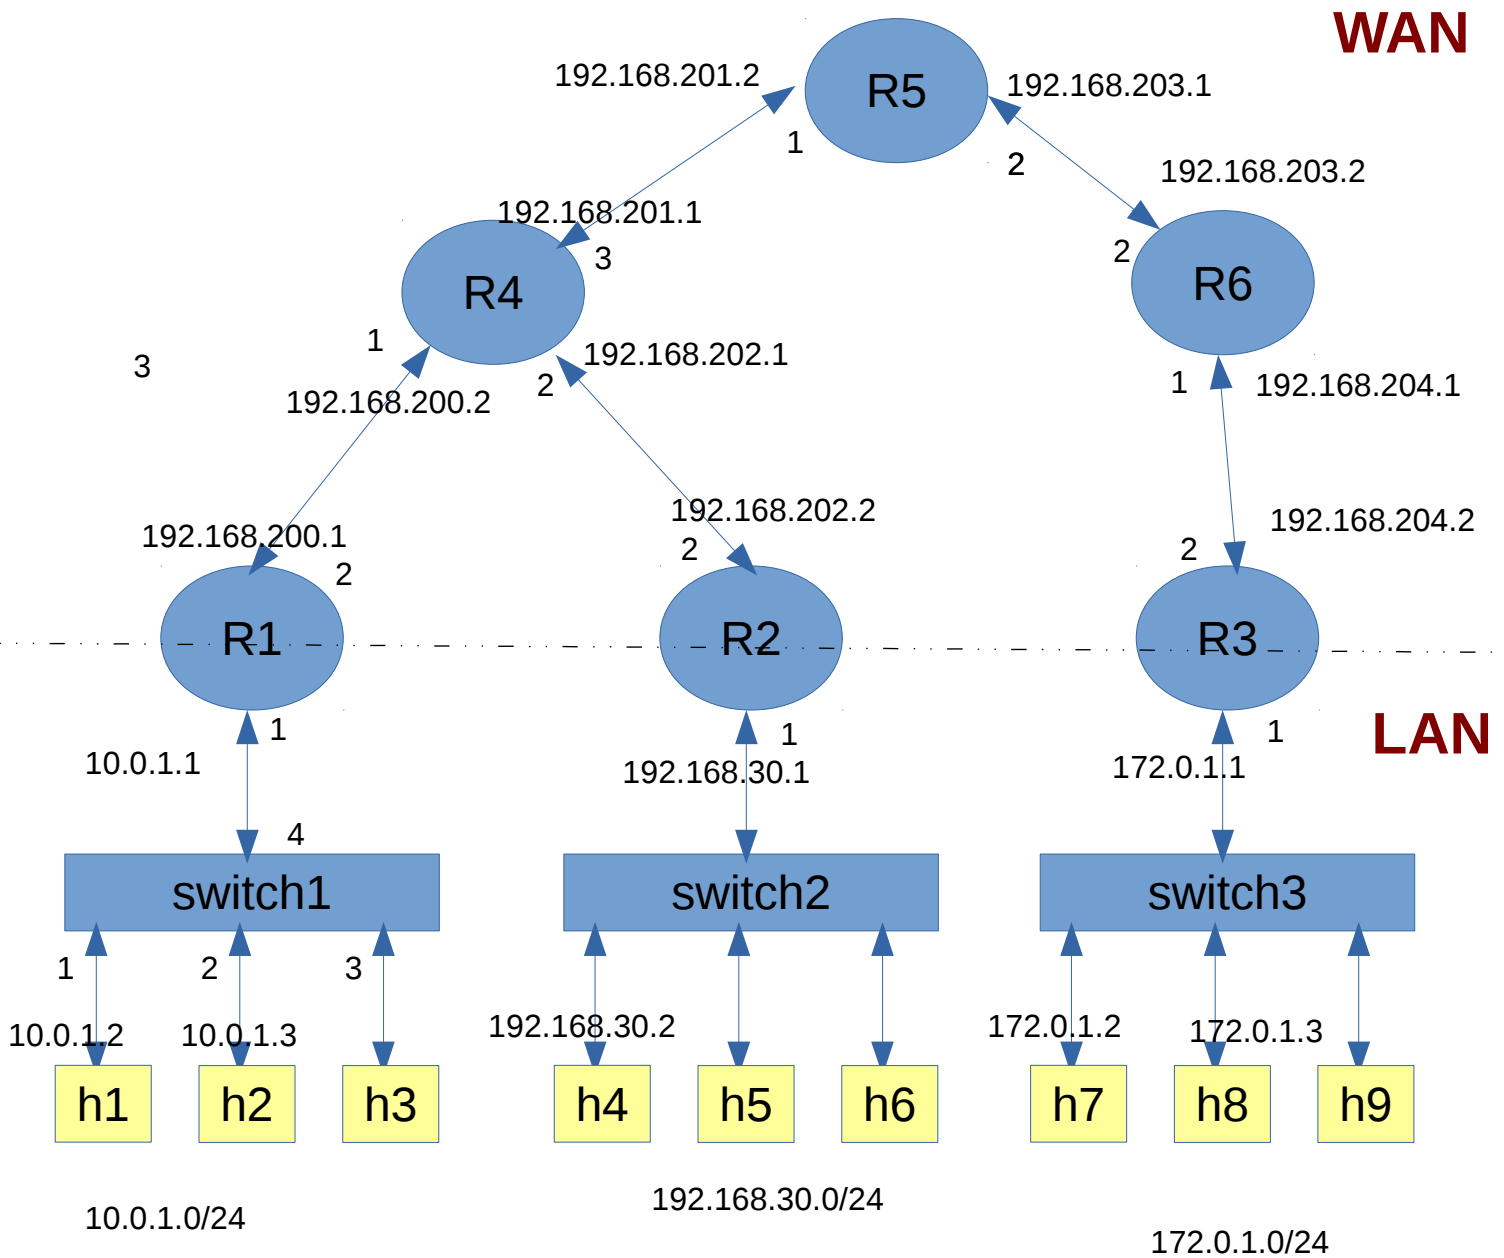 WAN
192.168.201.2
R5
192.168.203.1
1
2
192.168.203.2
192.168.201.1
3
2
R4
R6
1
192.168.202.1
3
2
1
192.168.204.1
192.168.200.2
192.168.202.2
192.168.204.2
192.168.200.1
2
2
2
R1
R2
R3
1
1
1
LAN
10.0.1.1
192.168.30.1
172.0.1.1
4
switch1
switch2
switch3
1
2
3
10.0.1.2
10.0.1.3
192.168.30.2
172.0.1.2
172.0.1.3
h1
h2
h3
h4
h5
h6
h7
h8
h9
192.168.30.0/24
10.0.1.0/24
172.0.1.0/24